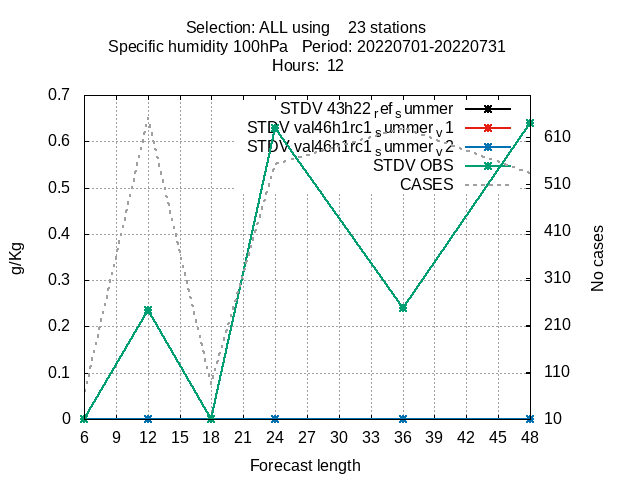 Selection: ALL using 23 stations
Specific humidity 100hPa Period: 20220701-20220731
Hours: 12
0.7
0.6
0.5
0.4
0.3
0.2
0.1
0
g/Kg
STDV 43h22_ref_summer
STDV val46h1rc1_summer_v1
STDV val46h1rc1_summer_v2
STDV OBS
CASES
610
510
410
310
210
110
10
No cases
6 9 12 15 18 21 24 27 30 33 36 39 42 45 48
Forecast length